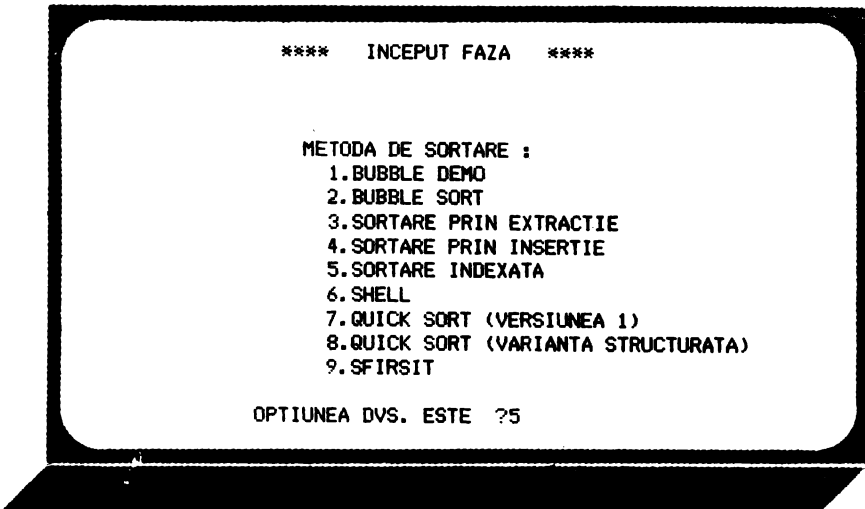 **** INCEPUT FAZA ****
METODA DE SORTARE :
1.BUBBLE DEMO
2.BUBBLE SORT
3.SORTARE PRIN EXTRACTIE
4.SORTARE PRIN INSERTIE
5.SORTARE INDEXATA
6.SHELL
7.QUICK SORT (VERSIUNEA 1)
8.QUICK SORT (VARIANTA STRUCTURATA)
9.SFIRSIT
OPTIUNEA DVS. ESTE ?5